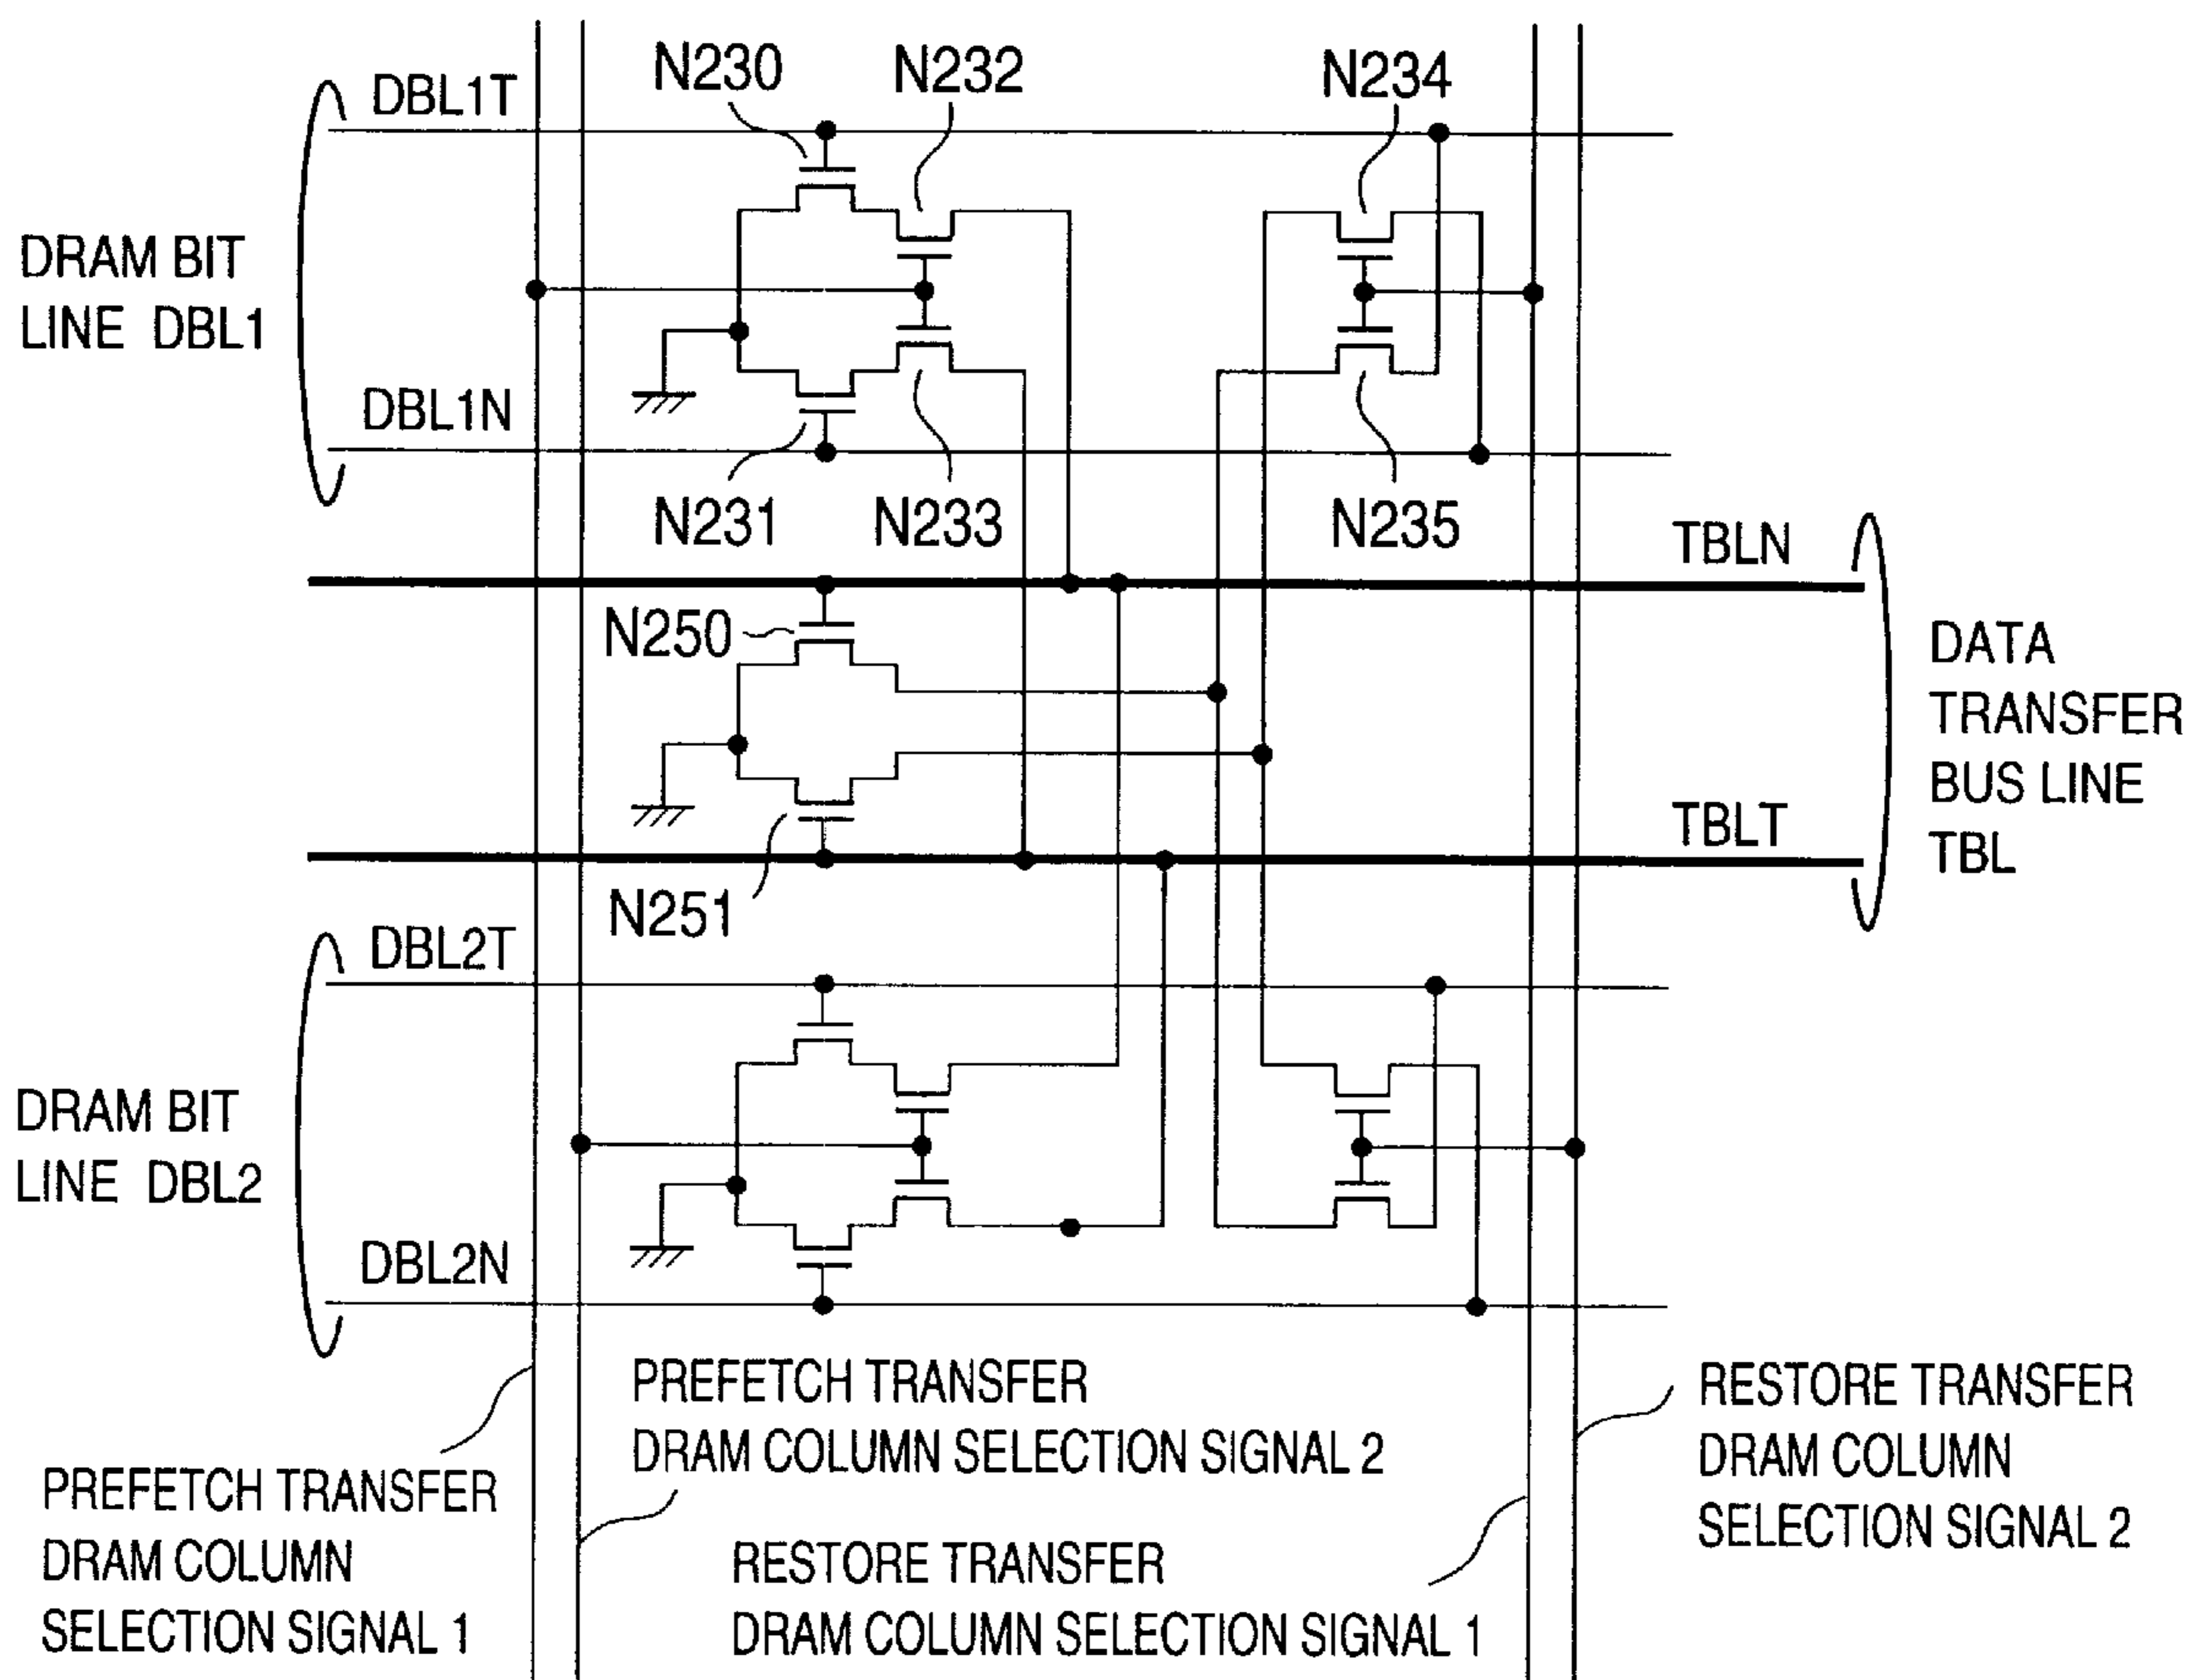 N230
N232
N234
DBL1T
DRAM BIT
LINE DBL1
DBL1N
N231
N233
N235
TBLN
N250
DATA
TRANSFER
BUS LINE
TBL
TBLT
N251
DBL2T
DRAM BIT
LINE DBL2
DBL2N
PREFETCH TRANSFER
DRAM COLUMN SELECTION SIGNAL 2
RESTORE TRANSFER
DRAM COLUMN
SELECTION SIGNAL 2
PREFETCH TRANSFER
DRAM COLUMN
SELECTION SIGNAL 1
RESTORE TRANSFER
DRAM COLUMN SELECTION SIGNAL 1